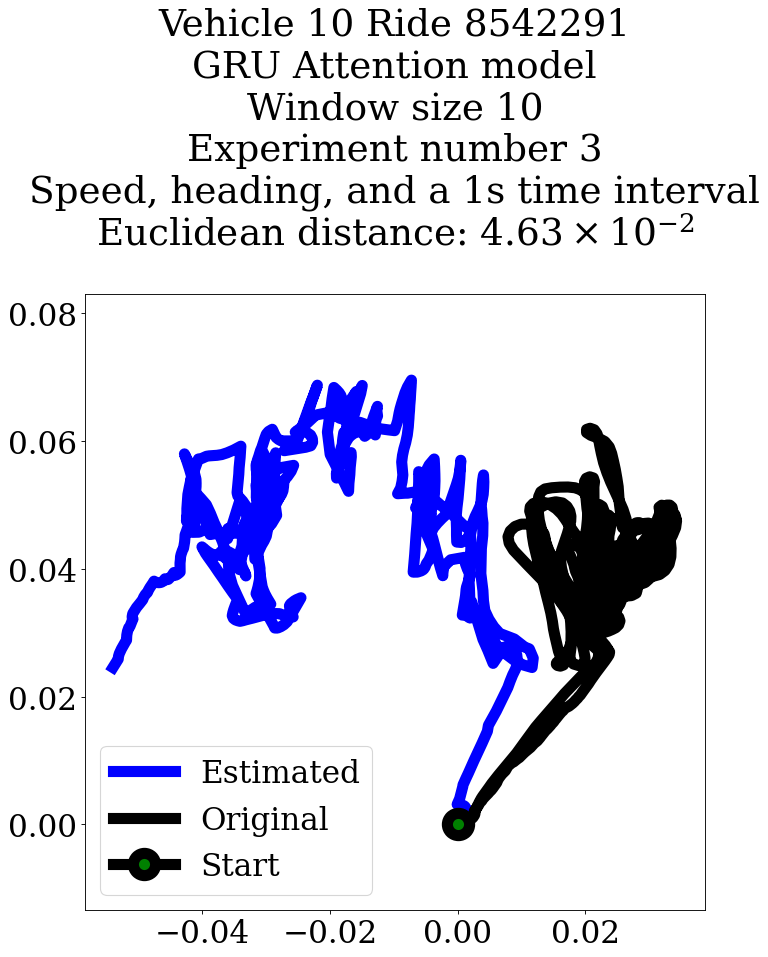 Vehicle 10 Ride 8542291
GRU Attention model
Window size 10
Experiment number 3
Speed, heading, and a 1s time interval
Euclidean distance: 4.63 × 10⁻²
0.08
0.06
0.04
0.02
0.00
Estimated
Original
Start
−0.04 −0.02 0.00 0.02